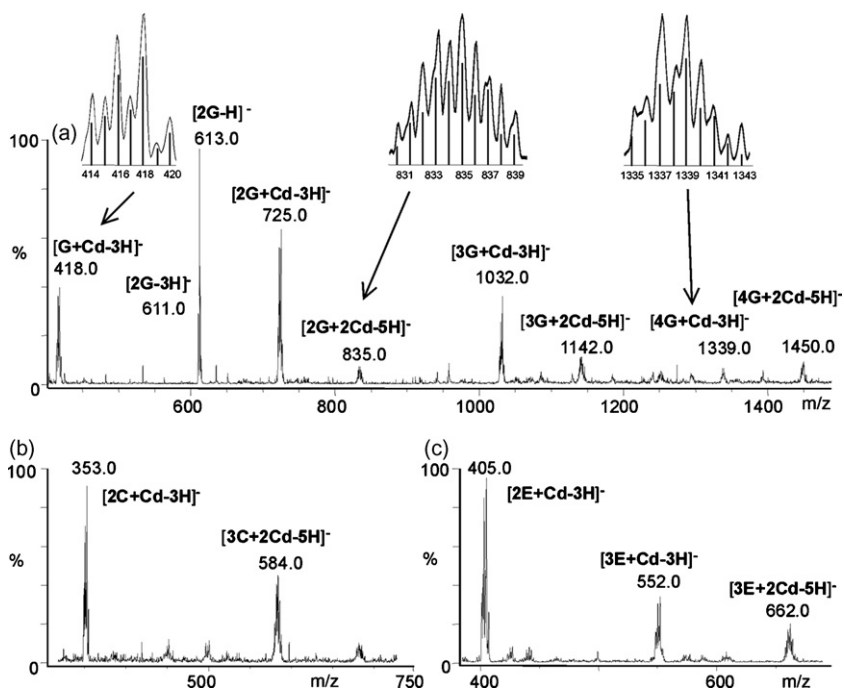 414 416 418 420
831 833 835 837 839
1335 1337 1339 1341 1343
(a)
100
%
0
[2G-H] -
613.0
[2G+Cd-3H]-
725.0
[G+Cd-3H]-
418.0
[2G-3H]-
611.0
[3G+Cd-3H]-
1032.0
[2G+2Cd-5H]-
835.0
[3G+2Cd-5H]-
1142.0
[4G+Cd-3H]-
1339.0
[4G+2Cd-5H]-
1450.0
600 800 1000 1200 1400 m/z
(b)
100
%
0
353.0
[2C+Cd-3H]-
[3C+2Cd-5H]-
584.0
500 m/z 750
(c)
100
%
0
405.0
[2E+Cd-3H]-
[3E+Cd-3H]-
552.0
[3E+2Cd-5H]-
662.0
400 600 m/z